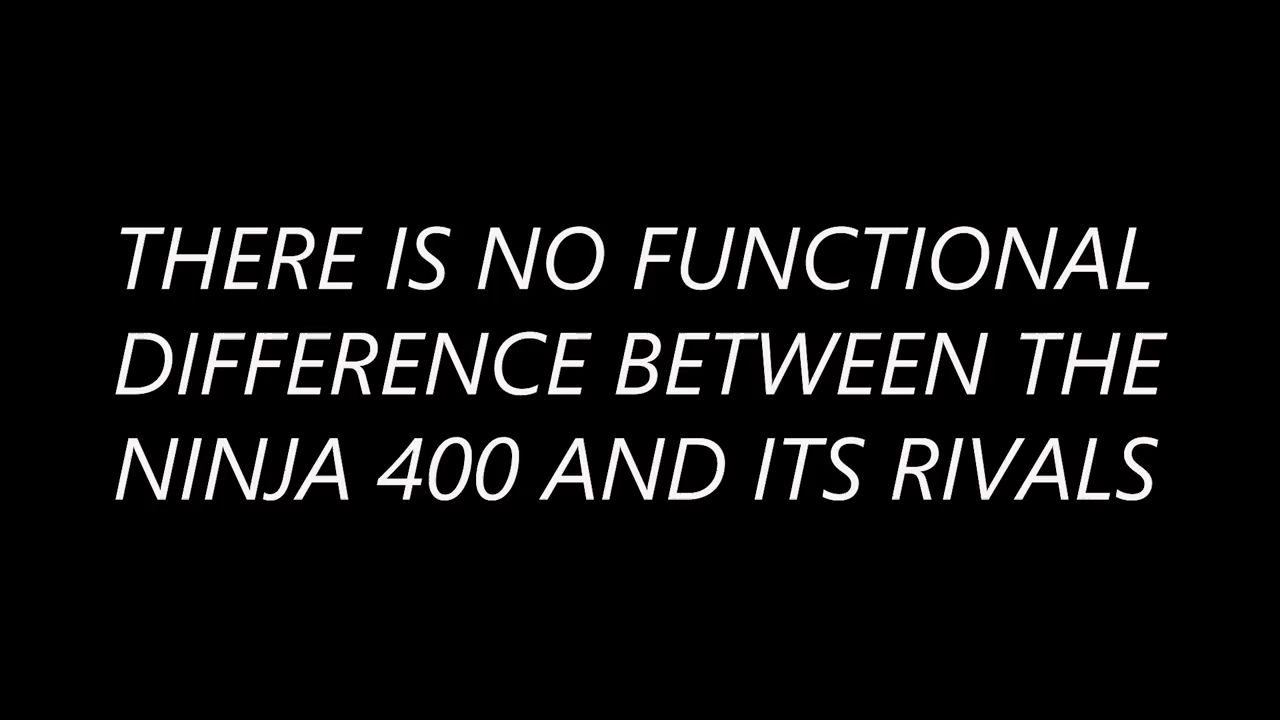 THERE IS NO FUNCTIONAL
DIFFERENCE BETWEEN THE
NINJA 400 AND ITS RIVALS